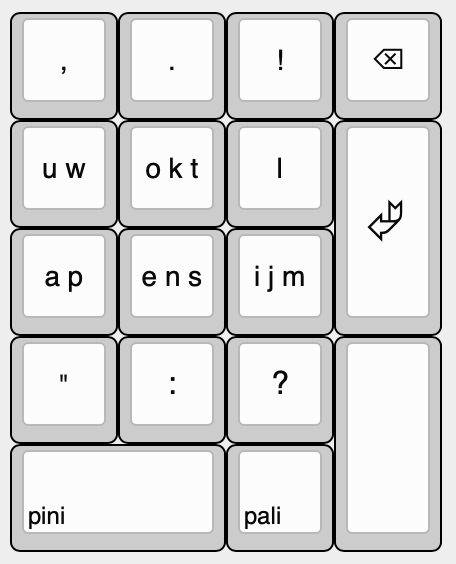 , . ! ⌫
u w o k t l
a p e n s i j m
" : ?
pini pali